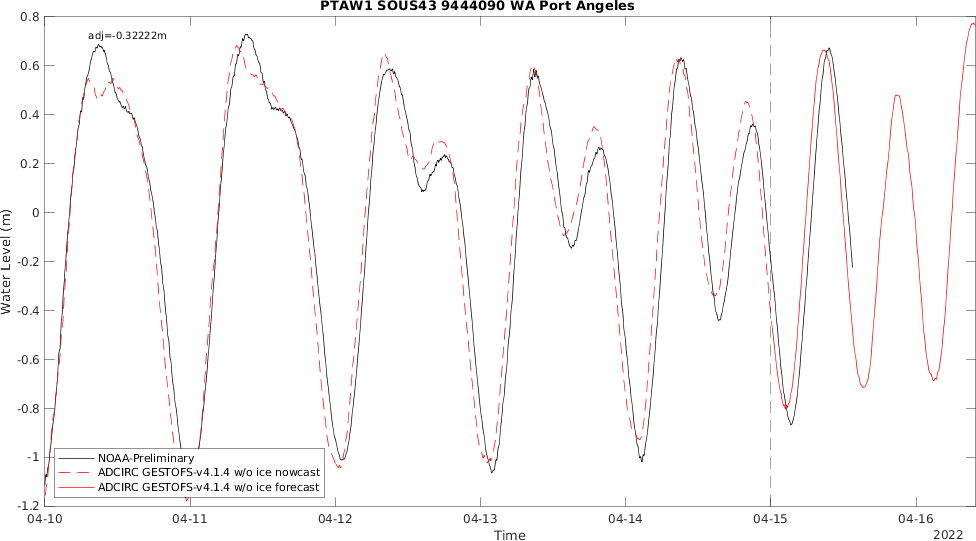 PTAW1 SOUS43 9444090 WA Port Angeles
adj=-0.32222m
0.8
0.6
0.4
0.2
0
-0.2
-0.4
-0.6
-0.8
-1
-1.2
Water Level (m)
NOAA-Preliminary
ADCIRC GESTOFS-v4.1.4 w/o ice nowcast
ADCIRC GESTOFS-v4.1.4 w/o ice forecast
04-10 04-11 04-12 04-13 04-14 04-15 04-16
Time
2022